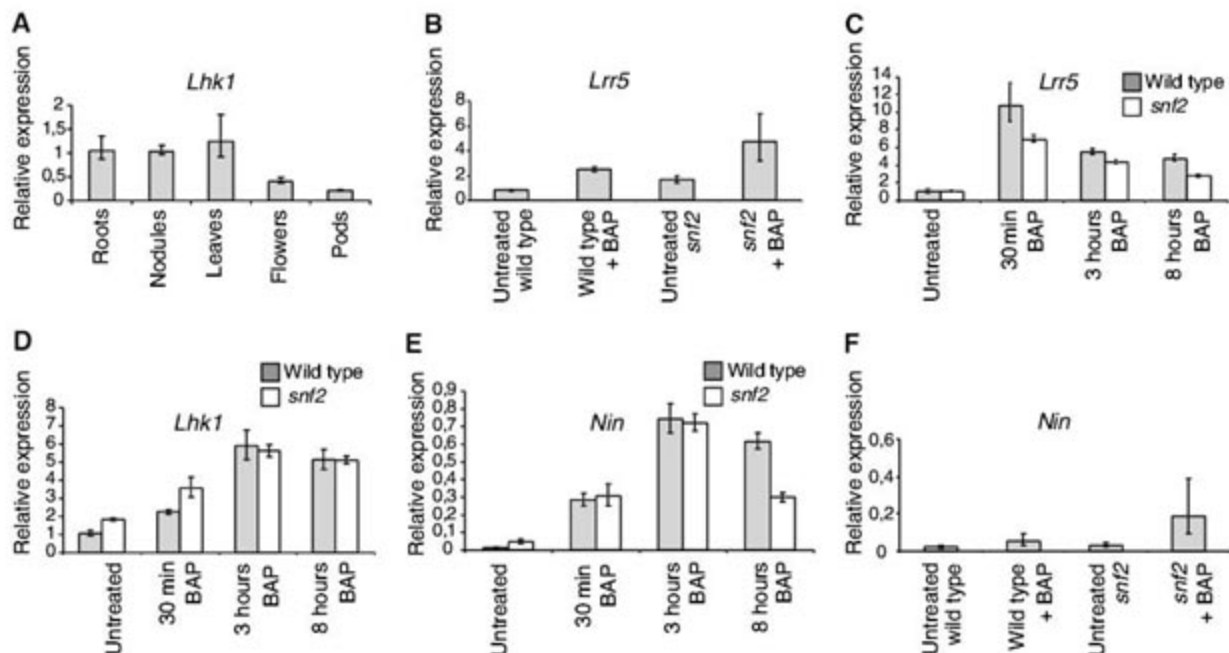 A
Relative expression
Lhk1
2
1,5
1
0,5
0
Roots
Nodules
Leaves
Flowers
Pods
B
Relative expression
Lrr5
8
6
4
2
0
Untreated
wild type
Wild type
+ BAP
Untreated
snf2
snf2
+ BAP
C
Relative expression
Lrr5
Wild type
snf2
14
12
10
8
6
4
2
0
Untreated
30 min
BAP
3 hours
BAP
8 hours
BAP
D
Relative expression
Lhk1
Wild type
snf2
8
7
6
5
4
3
2
1
0
Untreated
30 min
BAP
3 hours
BAP
8 hours
BAP
E
Relative expression
Nin
Wild type
snf2
0,9
0,8
0,7
0,6
0,5
0,4
0,3
0,2
0,1
0
Untreated
30 min
BAP
3 hours
BAP
8 hours
BAP
F
Relative expression
Nin
0,6
0,4
0,2
0
Untreated
wild type
Wild type
+ BAP
Untreated
snf2
snf2
+ BAP